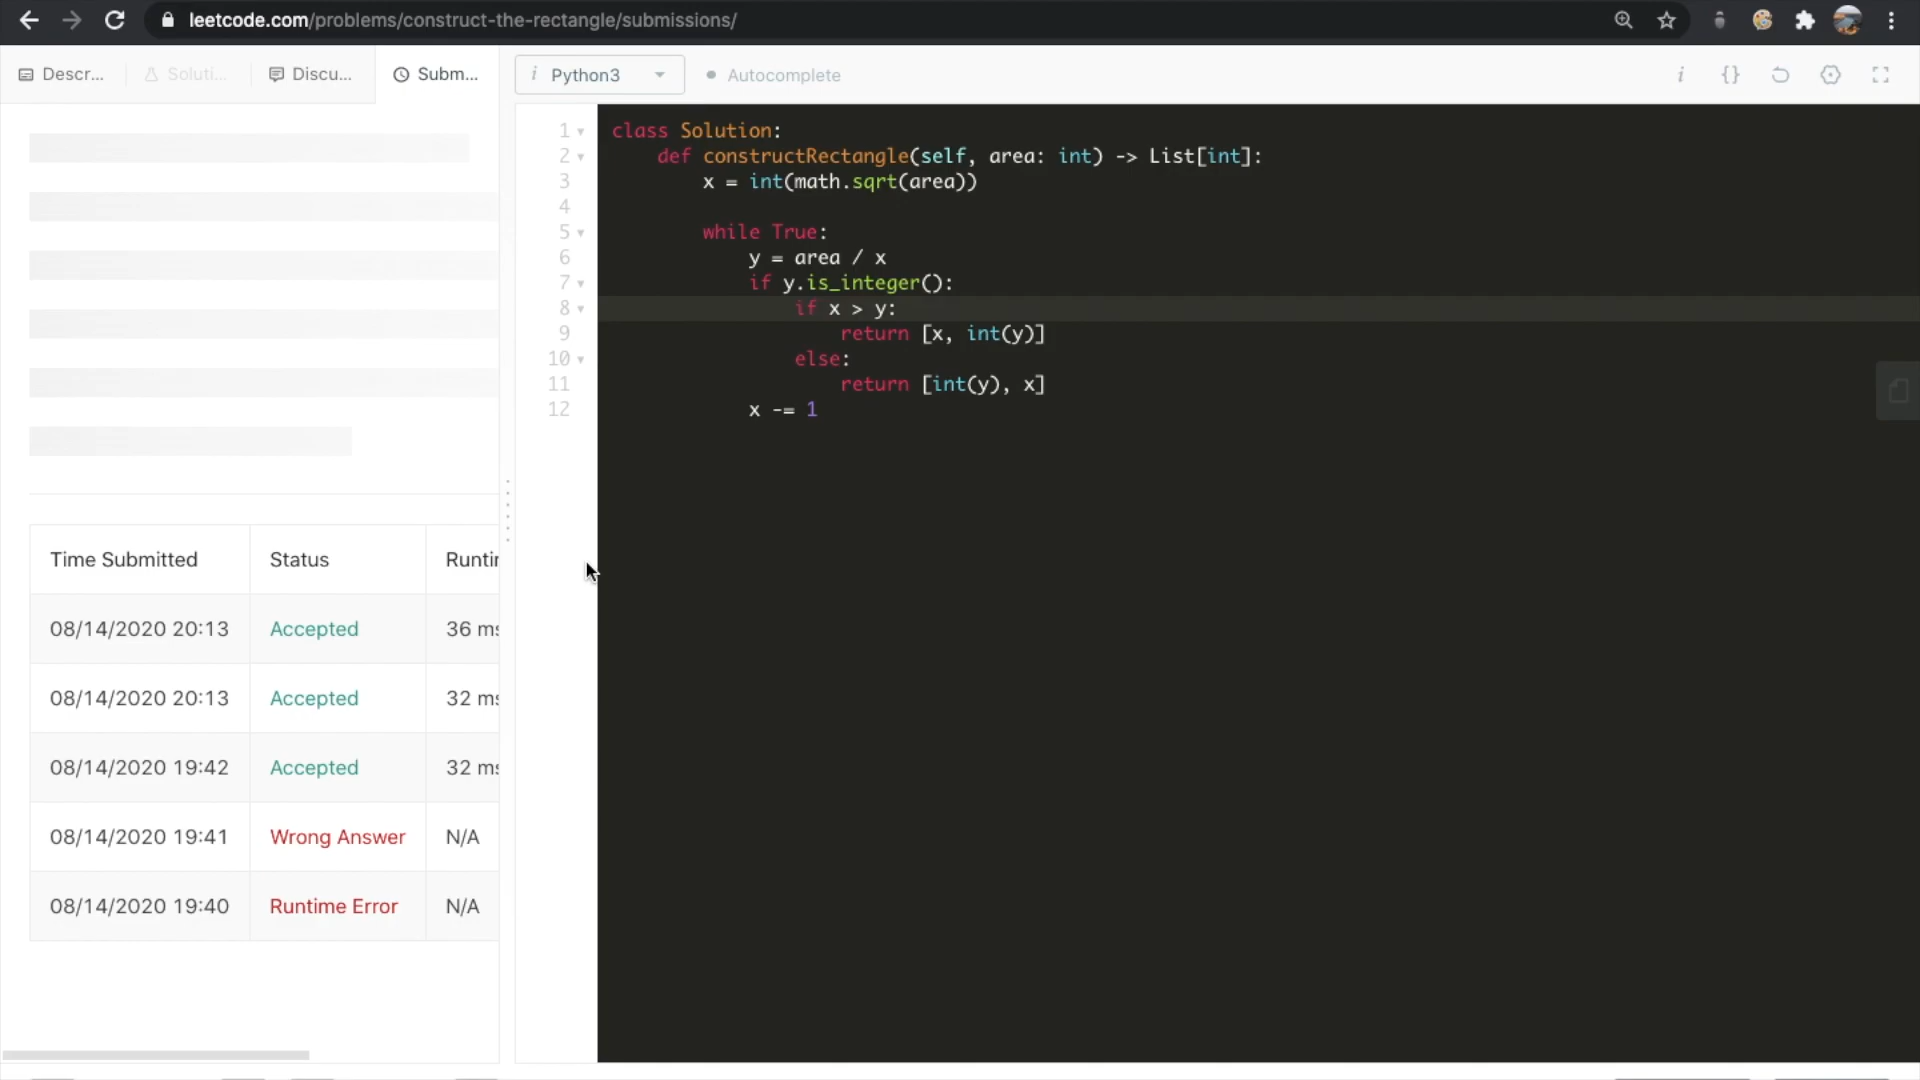 leetcode.com/problems/construct-the-rectangle/submissions/
Descr...
Soluti...
Discu...
Subm...
i Python3
Autocomplete
i {}
1 class Solution:
2 def constructRectangle(self, area: int) -> List[int]:
3 x = int(math.sqrt(area))
4
5 while True:
6 y = area / x
7 if y.is_integer():
8 if x > y:
9 return [x, int(y)]
10 else:
11 return [int(y), x]
12 x -= 1
Time Submitted Status Runtin
08/14/2020 20:13 Accepted 36 ms
08/14/2020 20:13 Accepted 32 ms
08/14/2020 19:42 Accepted 32 ms
08/14/2020 19:41 Wrong Answer N/A
08/14/2020 19:40 Runtime Error N/A